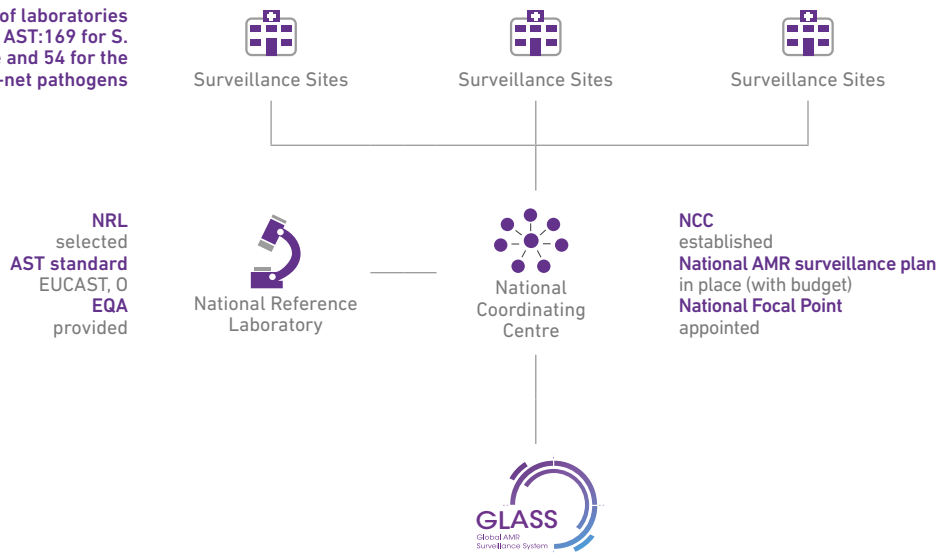 of laboratories
AST:169 for S.
and 54 for the
-net pathogens
Surveillance Sites
Surveillance Sites
Surveillance Sites
NRL
selected
AST standard
EUCAST, O
EQA
provided
National Reference
Laboratory
National
Coordinating
Centre
NCC
established
National AMR surveillance plan
in place (with budget)
National Focal Point
appointed
GLASS
Global AMR
Surveillance System